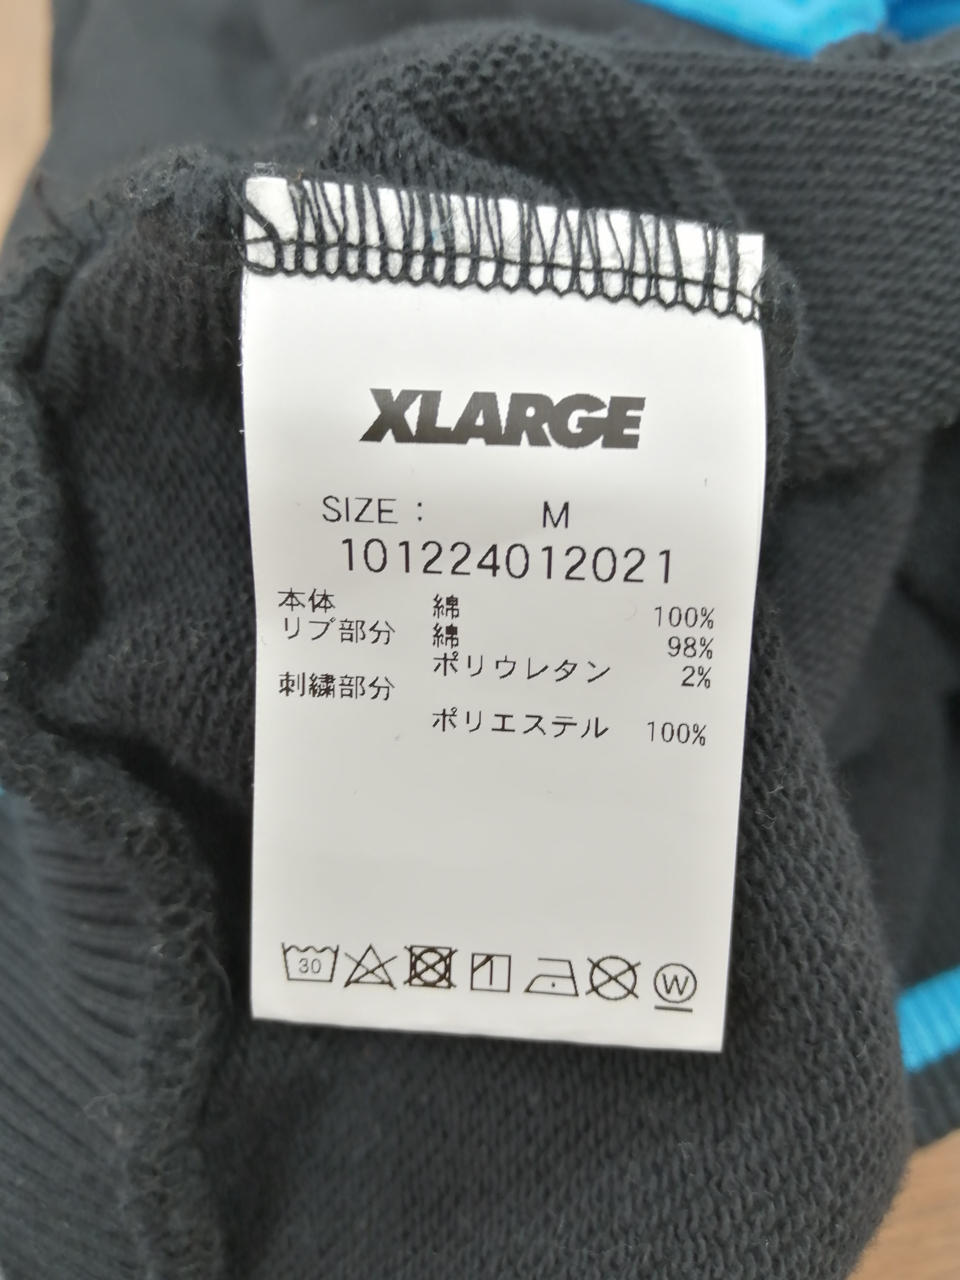 XLARGE
SIZE : M
101224012021
本体 綿 100%
リブ部分 綿 98%
ポリウレタン 2%
刺繍部分
ポリエステル 100%
30
W